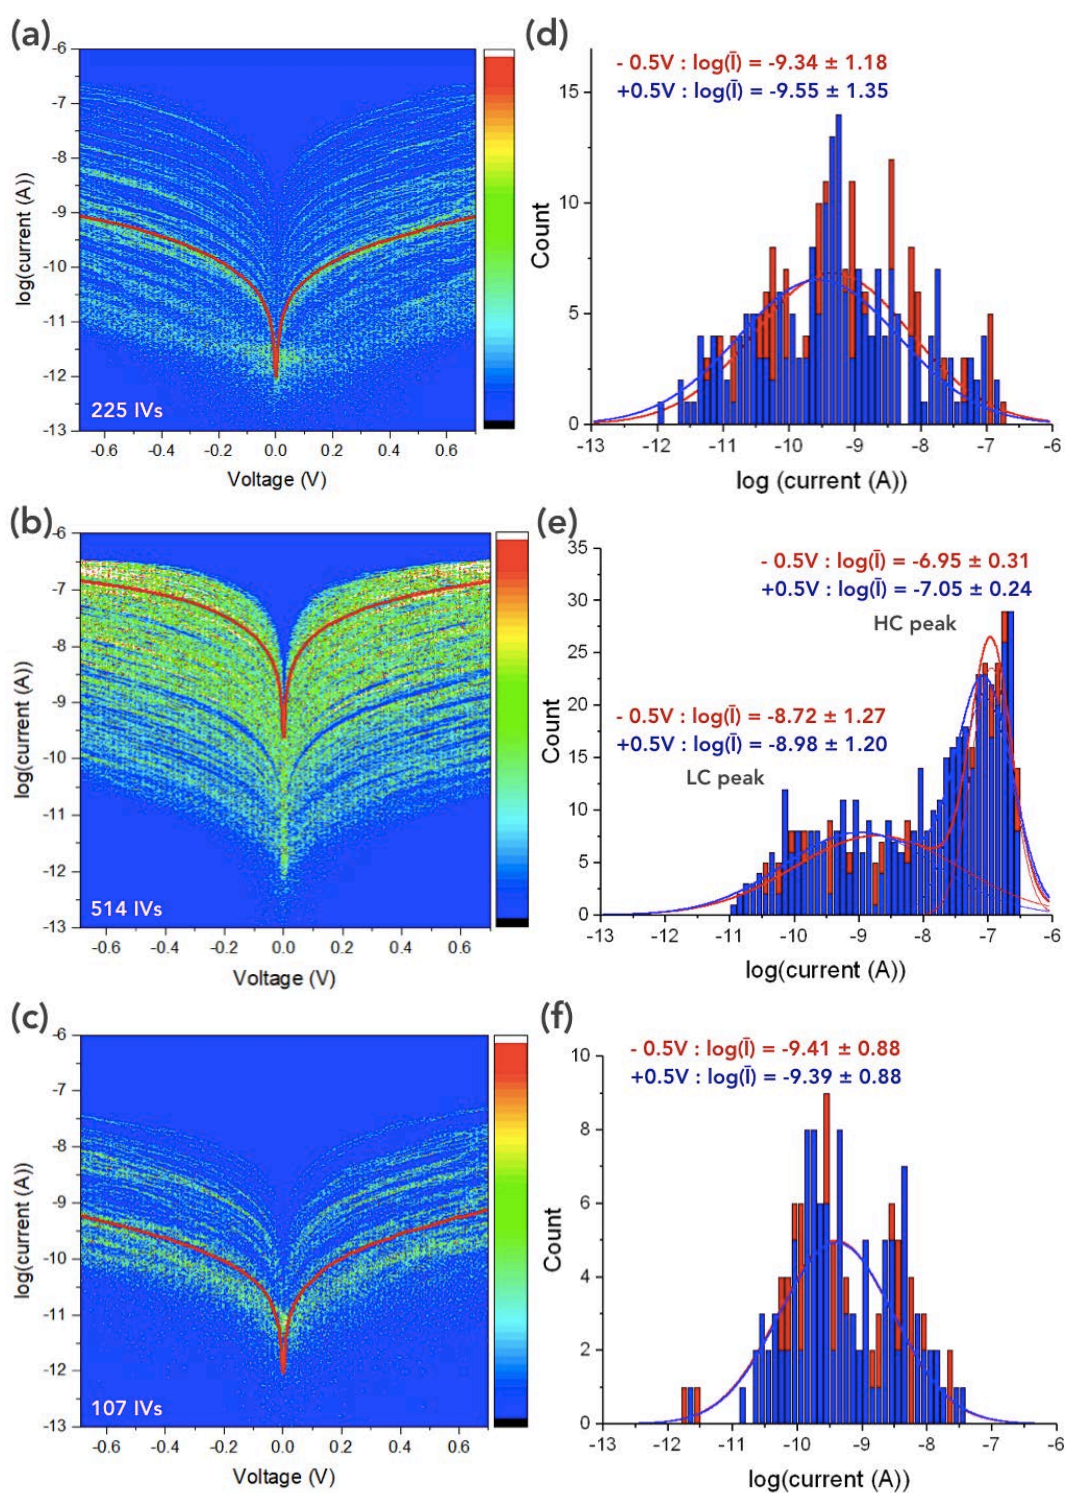 (a)
-6
-7
-8
-9
-10
-11
-12
-13
log(current (A))
225 IVs
-0.6 -0.4 -0.2 0.0 0.2 0.4 0.6
Voltage (V)
(d)
- 0.5V : log(Ī) = -9.34 ± 1.18
+0.5V : log(Ī) = -9.55 ± 1.35
15
10
5
0
Count
-13 -12 -11 -10 -9 -8 -7 -6
log (current (A))
(b)
-6
-7
-8
-9
-10
-11
-12
-13
log(current (A))
514 IVs
-0.6 -0.4 -0.2 0.0 0.2 0.4 0.6
Voltage (V)
(e)
35
30
25
20
15
10
5
0
Count
- 0.5V : log(Ī) = -6.95 ± 0.31
+0.5V : log(Ī) = -7.05 ± 0.24
HC peak
- 0.5V : log(Ī) = -8.72 ± 1.27
+0.5V : log(Ī) = -8.98 ± 1.20
LC peak
-13 -12 -11 -10 -9 -8 -7 -6
log(current (A))
(c)
-6
-7
-8
-9
-10
-11
-12
-13
log(current (A))
107 IVs
-0.6 -0.4 -0.2 0.0 0.2 0.4 0.6
Voltage (V)
(f)
- 0.5V : log(Ī) = -9.41 ± 0.88
+0.5V : log(Ī) = -9.39 ± 0.88
10
8
6
4
2
0
Count
-13 -12 -11 -10 -9 -8 -7 -6
log(current (A))